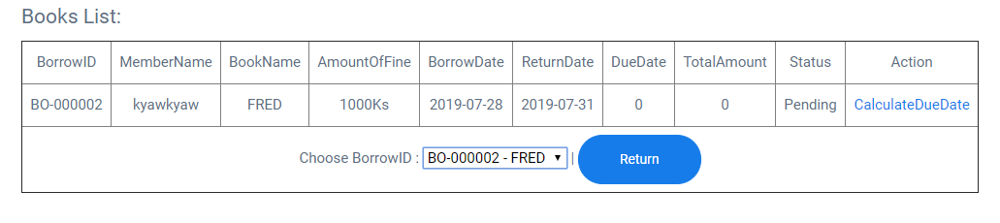 Books List:
BorrowID MemberName BookName AmountOfFine BorrowDate ReturnDate DueDate TotalAmount Status Action
BO-000002 kyawkyaw FRED 1000Ks 2019-07-28 2019-07-31 0 0 Pending CalculateDueDate
Choose BorrowID : BO-000002 - FRED | Return